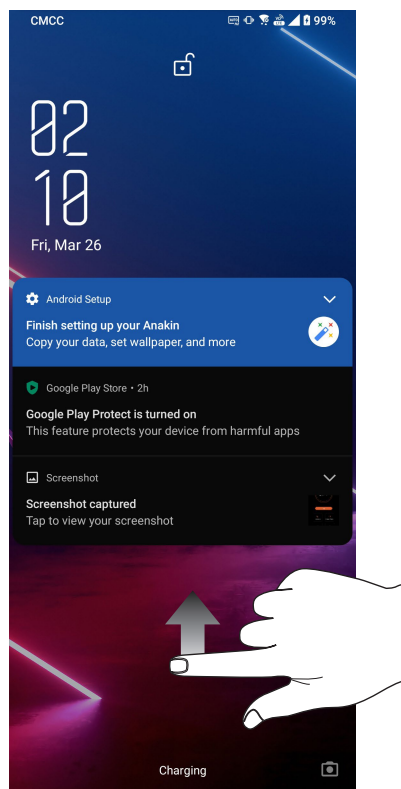 CMCC 99%
02
10
Fri, Mar 26
Android Setup
Finish setting up your Anakin
Copy your data, set wallpaper, and more
Google Play Store • 2h
Google Play Protect is turned on
This feature protects your device from harmful apps
Screenshot
Screenshot captured
Tap to view your screenshot
Charging